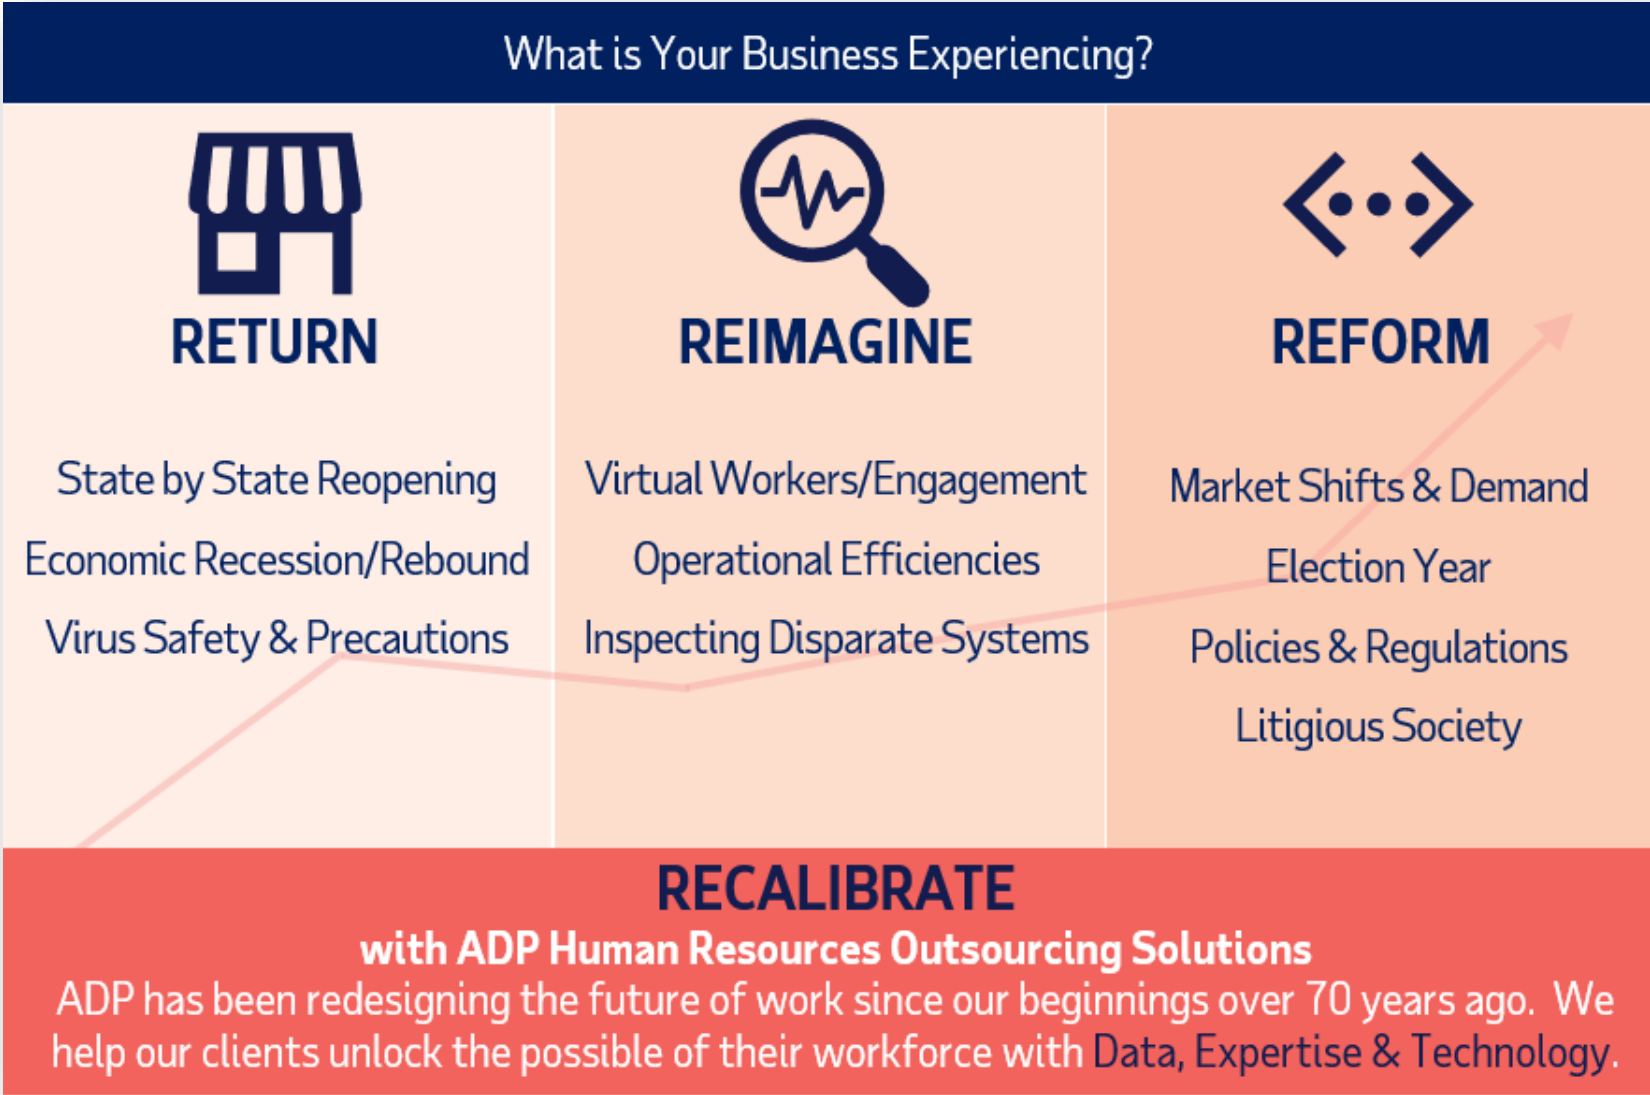 What is Your Business Experiencing?
RETURN
State by State Reopening
Economic Recession/Rebound
Virus Safety & Precautions
REIMAGINE
Virtual Workers/Engagement
Operational Efficiencies
Inspecting Disparate Systems
REFORM
Market Shifts & Demand
Election Year
Policies & Regulations
Litigious Society
RECALIBRATE
with ADP Human Resources Outsourcing Solutions
ADP has been redesigning the future of work since our beginnings over 70 years ago. We
help our clients unlock the possible of their workforce with Data, Expertise & Technology.